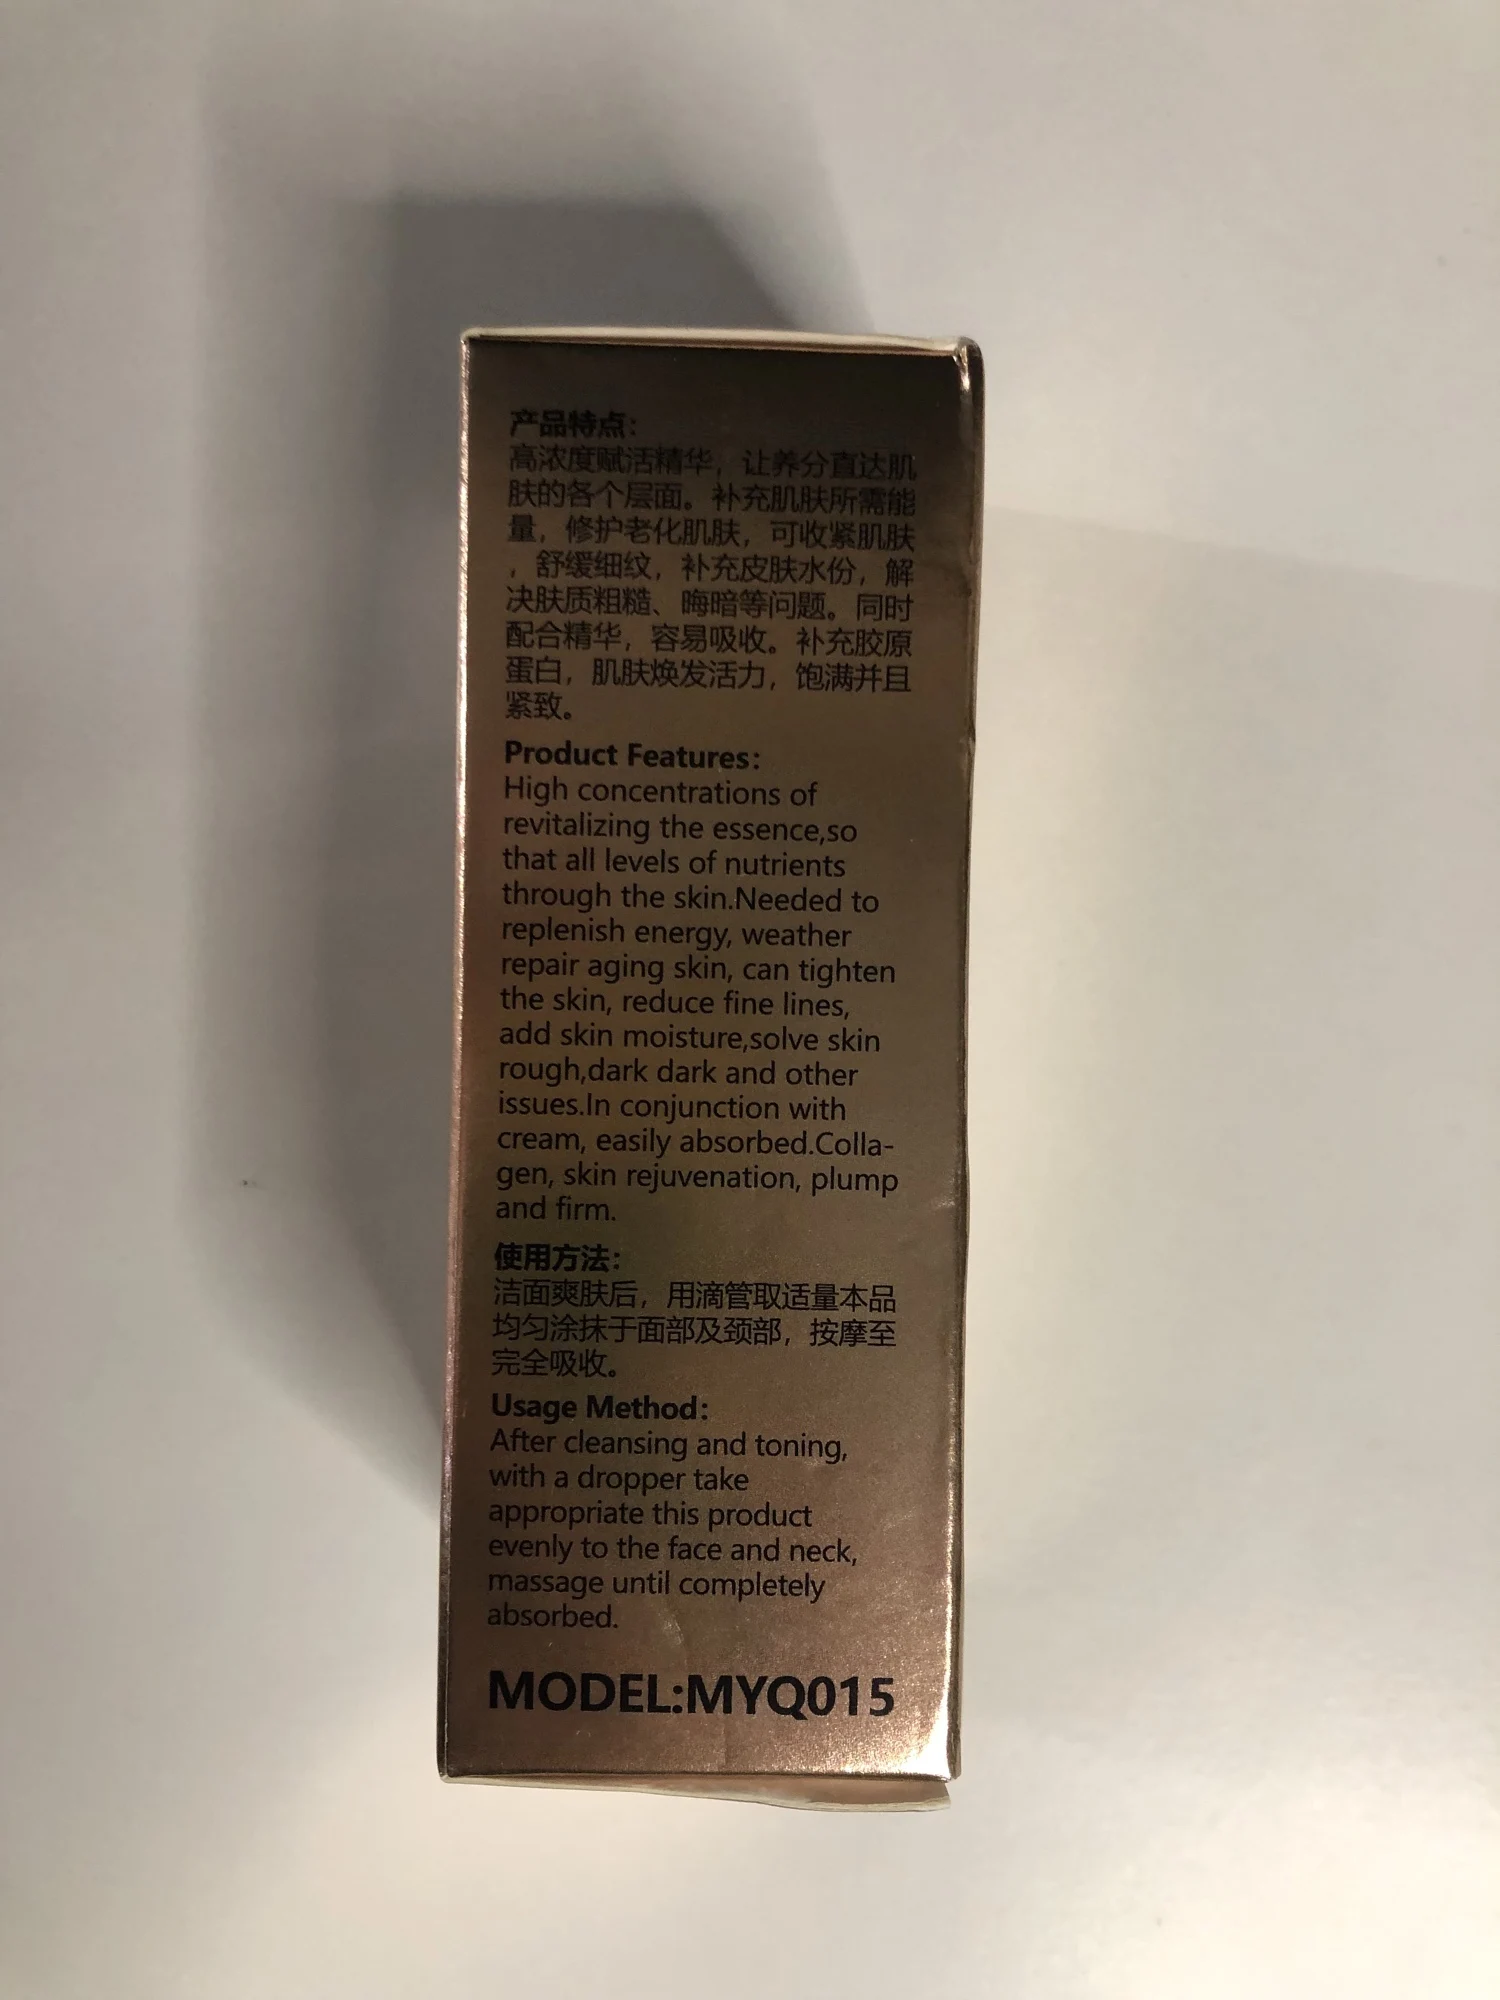 产品特点：
高浓度赋活精华，让养分直达肌
肤的各个层面。补充肌肤所需能
量，修护老化肌肤，可收紧肌肤
，舒缓细纹，补充皮肤水份，解
决肤质粗糙、晦暗等问题。同时
配合精华，容易吸收。补充胶原
蛋白，肌肤焕发活力，饱满并且
紧致。
Product Features：
High concentrations of
revitalizing the essence,so
that all levels of nutrients
through the skin.Needed to
replenish energy, weather
repair aging skin, can tighten
the skin, reduce fine lines,
add skin moisture,solve skin
rough,dark dark and other
issues.In conjunction with
cream, easily absorbed.Colla-
gen, skin rejuvenation, plump
and firm.
使用方法：
洁面爽肤后，用滴管取适量本品
均匀涂抹于面部及颈部，按摩至
完全吸收。
Usage Method：
After cleansing and toning,
with a dropper take
appropriate this product
evenly to the face and neck,
massage until completely
absorbed.
MODEL:MYQ015